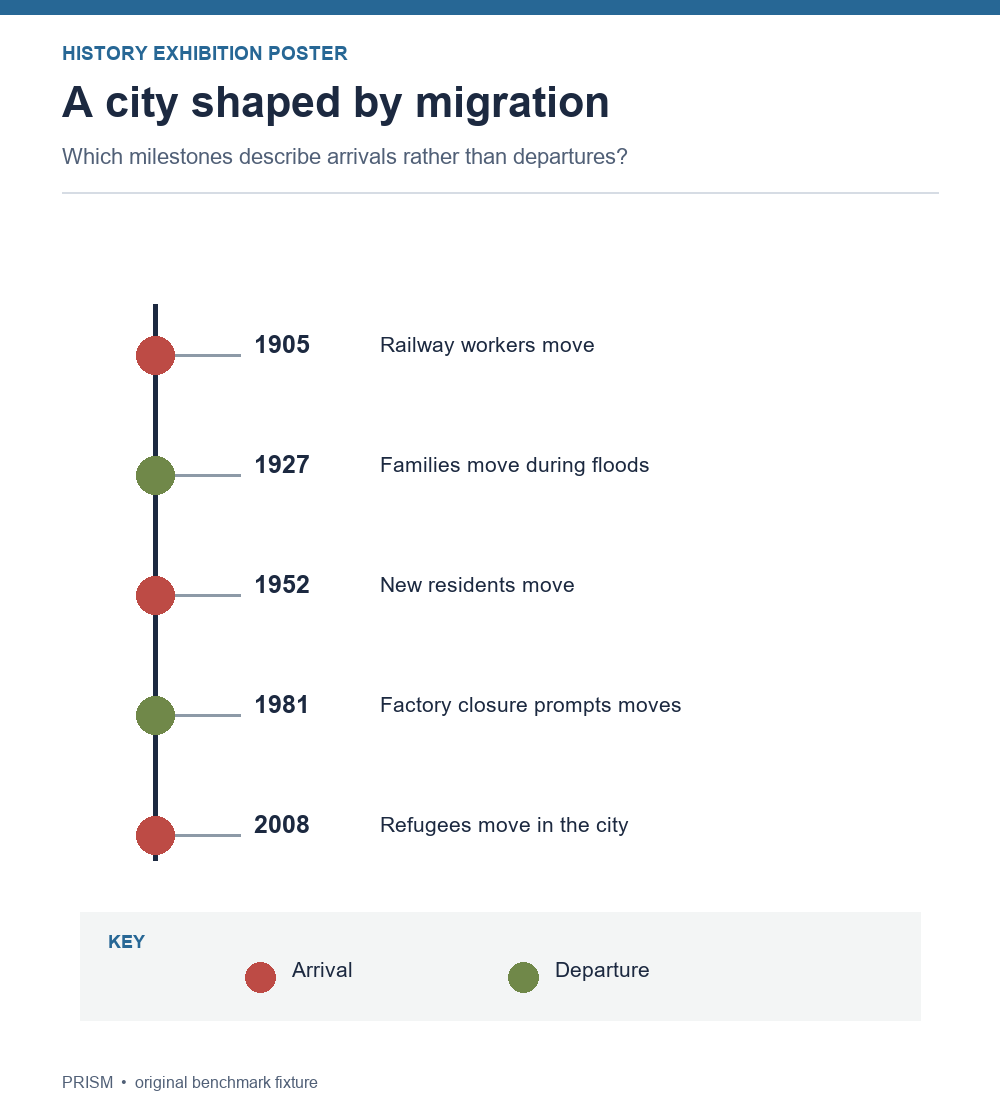 HISTORY EXHIBITION POSTER
A city shaped by migration
Which milestones describe arrivals rather than departures?
1905 Railway workers move
1927 Families move during floods
1952 New residents move
1981 Factory closure prompts moves
2008 Refugees move in the city
KEY
Arrival Departure
PRISM • original benchmark fixture